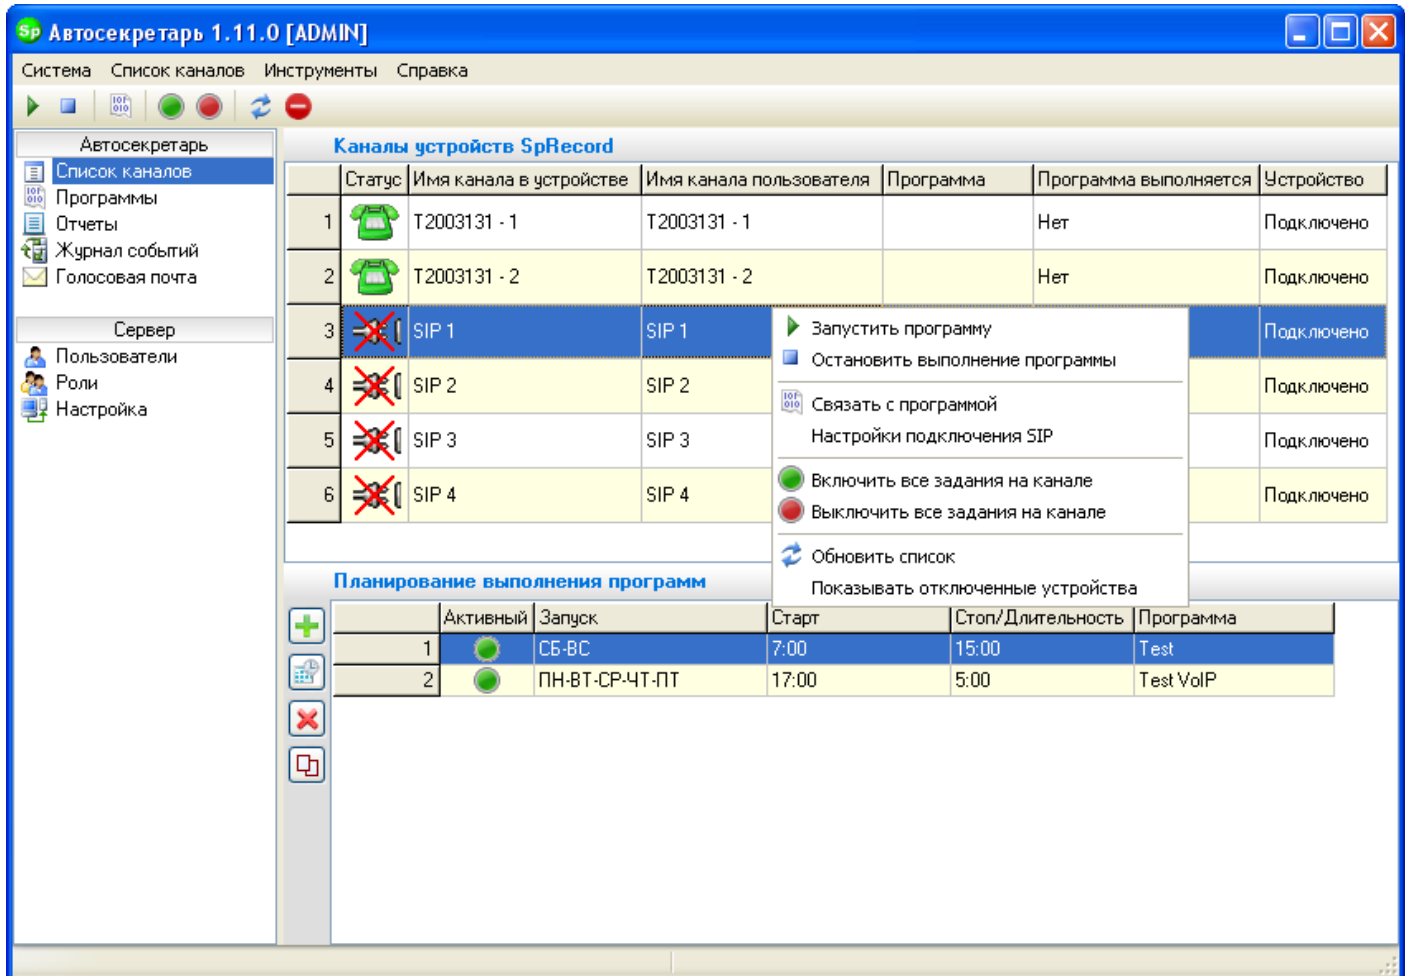 Sp Автосекретарь 1.11.0 [ADMIN]
Система Список каналов Инструменты Справка
Автосекретарь
Список каналов
Программы
Отчеты
Журнал событий
Голосовая почта
Сервер
Пользователи
Роли
Настройка
Каналы устройств SpRecord
Статус Имя канала в устройстве Имя канала пользователя Программа Программа выполняется Устройство
1 T2003131 - 1 T2003131 - 1 Нет Подключено
2 T2003131 - 2 T2003131 - 2 Нет Подключено
3 SIP 1 SIP 1 Подключено
4 SIP 2 SIP 2 Подключено
5 SIP 3 SIP 3 Подключено
6 SIP 4 SIP 4 Подключено
Запустить программу
Остановить выполнение программы
Связать с программой
Настройки подключения SIP
Включить все задания на канале
Выключить все задания на канале
Обновить список
Показывать отключенные устройства
Планирование выполнения программ
Активный Запуск Старт Стоп/Длительность Программа
1 СБ-ВС 7:00 15:00 Test
2 ПН-ВТ-СР-ЧТ-ПТ 17:00 5:00 Test VoIP